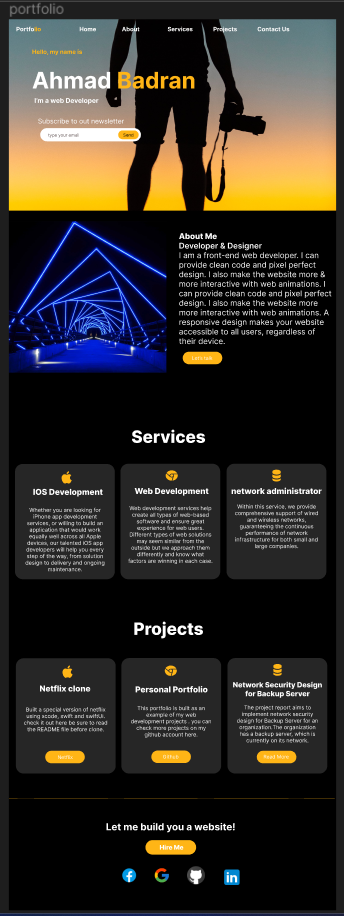 portfolio
Portfolio Home About Services Projects Contact Us
Hello, my name is
Ahmad Badran
I'm a web Developer
Subscribe to out newsletter
type your email Send
About Me
Developer & Designer
I am a front-end web developer. I can
provide clean code and pixel perfect
design. I also make the website more &
more interactive with web animations. I
can provide clean code and pixel perfect
design. I also make the website more
more interactive with web animations. A
responsive design makes your website
accessible to all users, regardless of
their device.
Let's talk
Services
IOS Development
Whether you are looking for
iPhone app development
services, or willing to build an
application that would work
equally well across all Apple
devices, our talented iOS app
developers will help you every
step of the way, from solution
design to delivery and ongoing
maintenance.
Web Development
Web development services help
create all types of web-based
software and ensure great
experience for web users.
Different types of web solutions
may seem similar from the
outside but we approach them
differently and know what
factors are winning in each case.
network administrator
Within this service, we provide
comprehensive support of wired
and wireless networks,
guaranteeing the continuous
performance of network
infrastructure for both small and
large companies.
Projects
Netflix clone
Built a special version of netflix
using xcode, swift and swiftUi.
check it out here be sure to read
the README file before clone.
Netflix
Personal Portfolio
This portfolio is built as an
example of my web
development projects . you can
check more projects on my
github account here.
Github
Network Security Design
for Backup Server
The project report aims to
implement network security
design for Backup Server for an
organization.The organization
has a backup server, which is
currently on its network.
Read More
Let me build you a website!
Hire Me